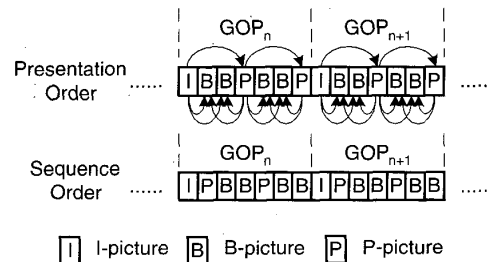 GOPn GOPn+1
Presentation Order ...... I B B P B B P I B B P B B P ......
GOPn GOPn+1
Sequence Order ...... I P B B P B B I P B B P B B ......
I I-picture B B-picture P P-picture